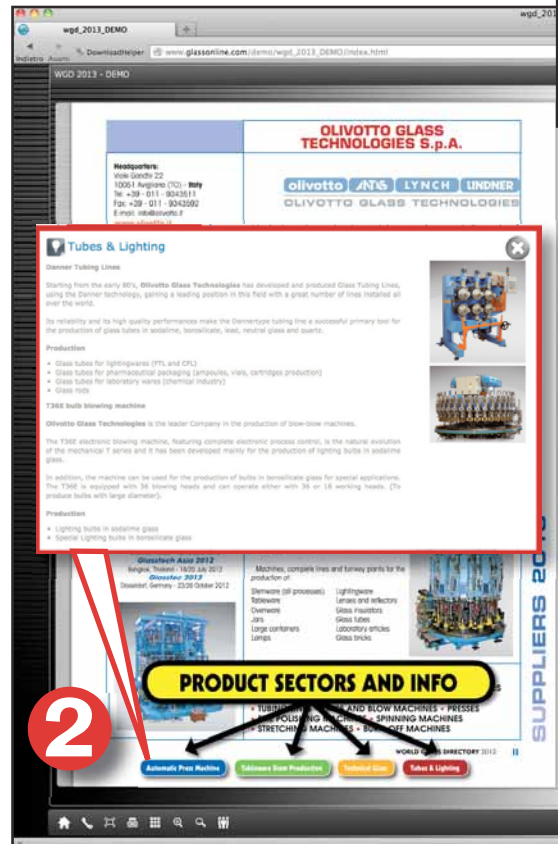 wgd_201
wgd_2013_DEMO
Indietro Avanti DownloadHelper www.glassonline.com/demo/wgd_2013_DEMO/index.html
WGD 2013 - DEMO
OLIVOTTO GLASS
TECHNOLOGIES S.p.A.
Headquarters:
Viale Gandhi 22
10051 Avigliana (TO) - Italy
Tel: +39 - 011 - 9343511
Fax: +39 - 011 - 9343592
E-mail: info@olivotto.it
www.olivotto.it
olivotto ANTAS LYNCH LINDNER
OLIVOTTO GLASS TECHNOLOGIES
Tubes & Lighting
Danner Tubing Lines
Starting from the early 80's, Olivotto Glass Technologies has developed and produced Glass Tubing Lines,
using the Danner technology, gaining a leading position in this field with a great number of lines installed all
over the world.
Its reliability and its high quality performances make the Dannertype tubing line a successful primary tool for
the production of glass tubes in sodalime, borosilicate, lead, neutral glass and quartz.
Production
• Glass tubes for lightingwares (FTL and CFL)
• Glass tubes for pharmaceutical packaging (ampoules, vials, cartridges production)
• Glass tubes for laboratory wares (chemical industry)
• Glass rods
T36E bulb blowing machine
Olivotto Glass Technologies is the leader Company in the production of blow-blow machines.
The T36E electronic blowing machine, featuring complete electronic process control, is the natural evolution
of the mechanical T series and it has been developed mainly for the production of lighting bulbs in sodalime
glass.
In addition, the machine can be used for the production of bulbs in borosilicate glass for special applications.
The T36E is equipped with 36 blowing heads and can operate either with 36 or 18 working heads. (To
produce bulbs with large diameter).
Production
• Lighting bulbs in sodalime glass
• Special Lighting bulbs in borosilicate glass
Glasstech Asia 2012
Bangkok, Thailand - 18/20 July 2012
Glasstec 2012
Düsseldorf, Germany - 23/26 October 2012
Machines, complete lines and turnkey plants for the
production of:
Stemware (all processes)
Tableware
Ovenware
Jars
Large containers
Lamps
Lightingware
Lenses and reflectors
Glass insulators
Glass tubes
Laboratory articles
Glass bricks
SUPPLIERS 20
PRODUCT SECTORS AND INFO
AND BLOW MACHINES • PRESSES
• SPINNING MACHINES
• STRETCHING MACHINES
OFF MACHINES
2
WORLD GLASS DIRECTORY 2012 11
Automatic Press Machine
Tableware Stem Production
Technical Glass
Tubes & Lighting